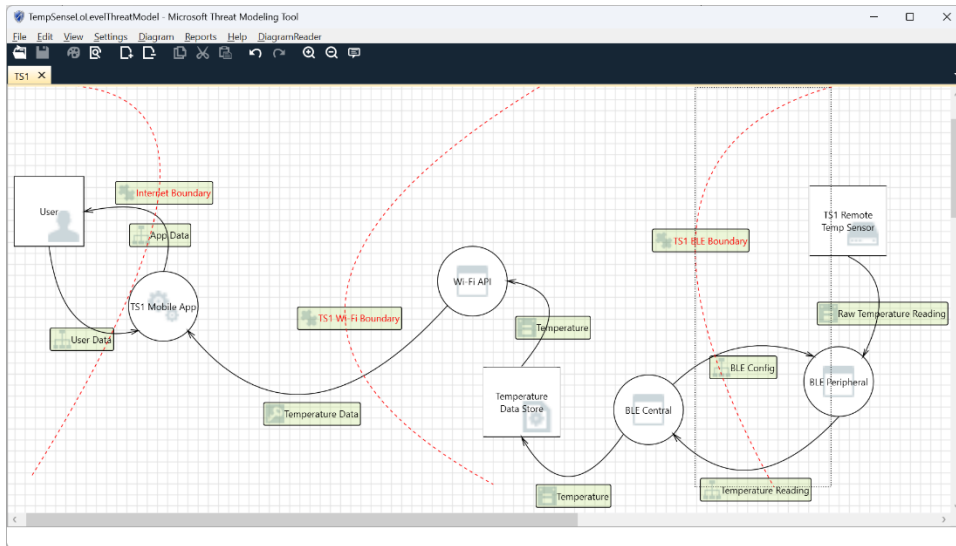 TempSenseLoLevelThreatModel - Microsoft Threat Modeling Tool
File Edit View Settings Diagram Reports Help DiagramReader
TS1 X
Internet Boundary
User
App Data
TS1 Remote
Temp Sensor
TS1 BLE Boundary
Wi-Fi API
TS1 Mobile App
TS1 Wi-Fi Boundary
Temperature
Raw Temperature Reading
User Data
BLE Config
BLE Peripheral
Temperature
Data Store
BLE Central
Temperature Data
Temperature
Temperature Reading